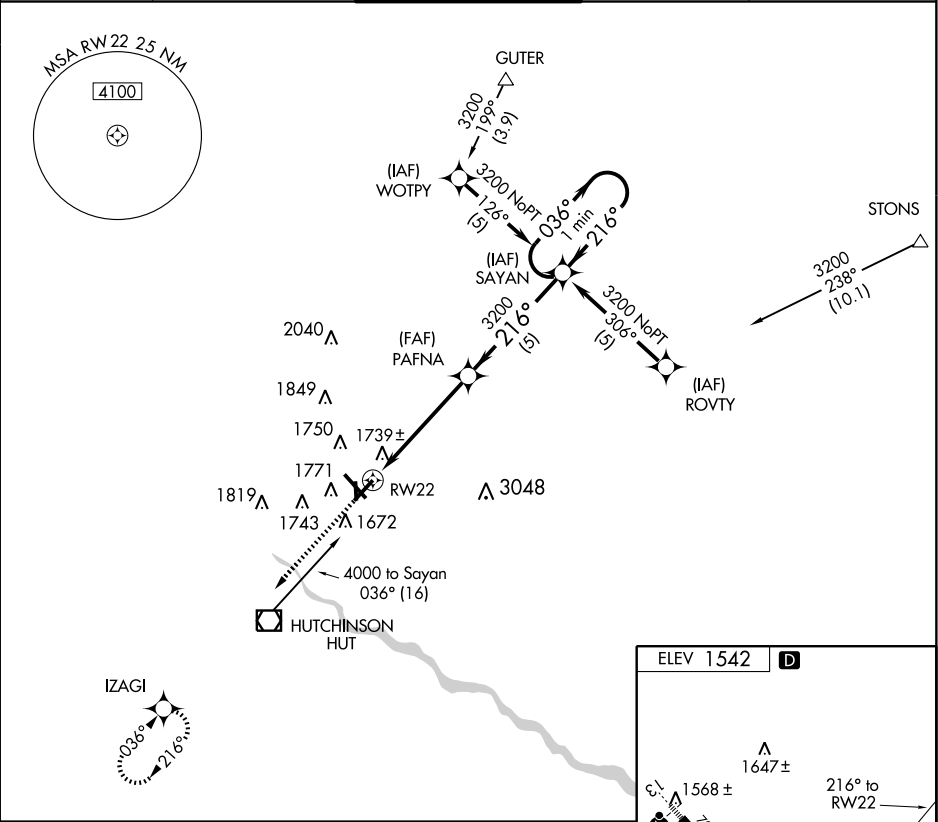 MSA RW22 25 NM
4100
GUTER
3200
199°
(3.9)
(IAF)
WOTPY
3200 NoPT
126°
(5)
036°
1 min
216°
STONS
3200
238°
(10.1)
(IAF)
SAYAN
3200
216°
(5)
3200 NoPT
306°
(5)
(IAF)
ROVTY
(FAF)
PAFNA
2040
1849
1750
1739±
1771
RW22
3048
1819
1743
1672
4000 to Sayan
036° (16)
HUTCHINSON
HUT
IZAGI
036°
216°
ELEV 1542
D
1647±
1568 ±
216° to
RW22
13